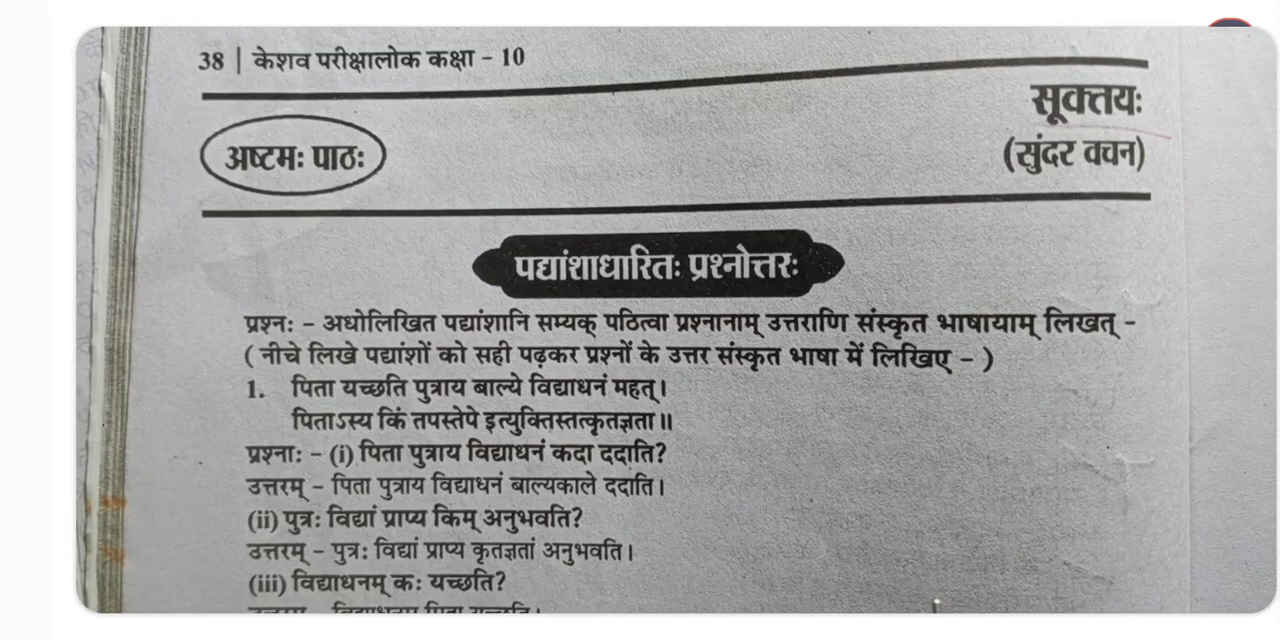 38 | केशव परीक्षालोक कक्षा - 10
सूक्तयः
अष्टमः पाठः
(सुंदर वचन)
पद्यांशाधारितः प्रश्नोत्तरः
प्रश्नः - अधोलिखित पद्यांशानि सम्यक् पठित्वा प्रश्नानाम् उत्तराणि संस्कृत भाषायाम् लिखत् -
( नीचे लिखे पद्यांशों को सही पढ़कर प्रश्नों के उत्तर संस्कृत भाषा में लिखिए - )
1. पिता यच्छति पुत्राय बाल्ये विद्याधनं महत्।
पिताऽस्य किं तपस्तेपे इत्युक्तिस्तत्कृतज्ञता॥
प्रश्नाः - (i) पिता पुत्राय विद्याधनं कदा ददाति?
उत्तरम् - पिता पुत्राय विद्याधनं बाल्यकाले ददाति।
(ii) पुत्रः विद्यां प्राप्य किम् अनुभवति?
उत्तरम् - पुत्रः विद्यां प्राप्य कृतज्ञतां अनुभवति।
(iii) विद्याधनम् कः यच्छति?